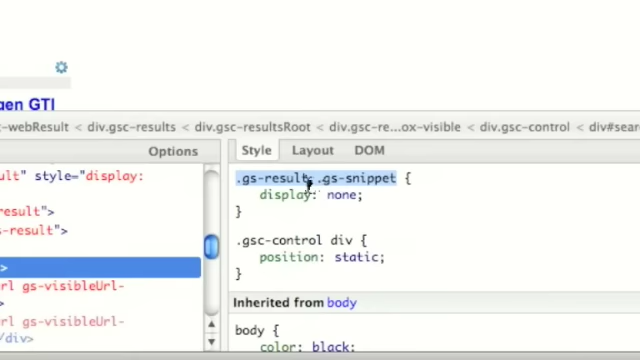 gen GTI
-webResult < div.gsc-results < div.gsc-resultsRoot < div.gsc-re...ox-visible < div.gsc-control < div#sear
Options
Style Layout DOM
ult" style="display:
result">
s-result">
>
rl gs-visibleUrl-
>
rl gs-visibleUrl-
/div>
.gs-result .gs-snippet {
display: none;
}
.gsc-control div {
position: static;
}
Inherited from body
body {
color: black;